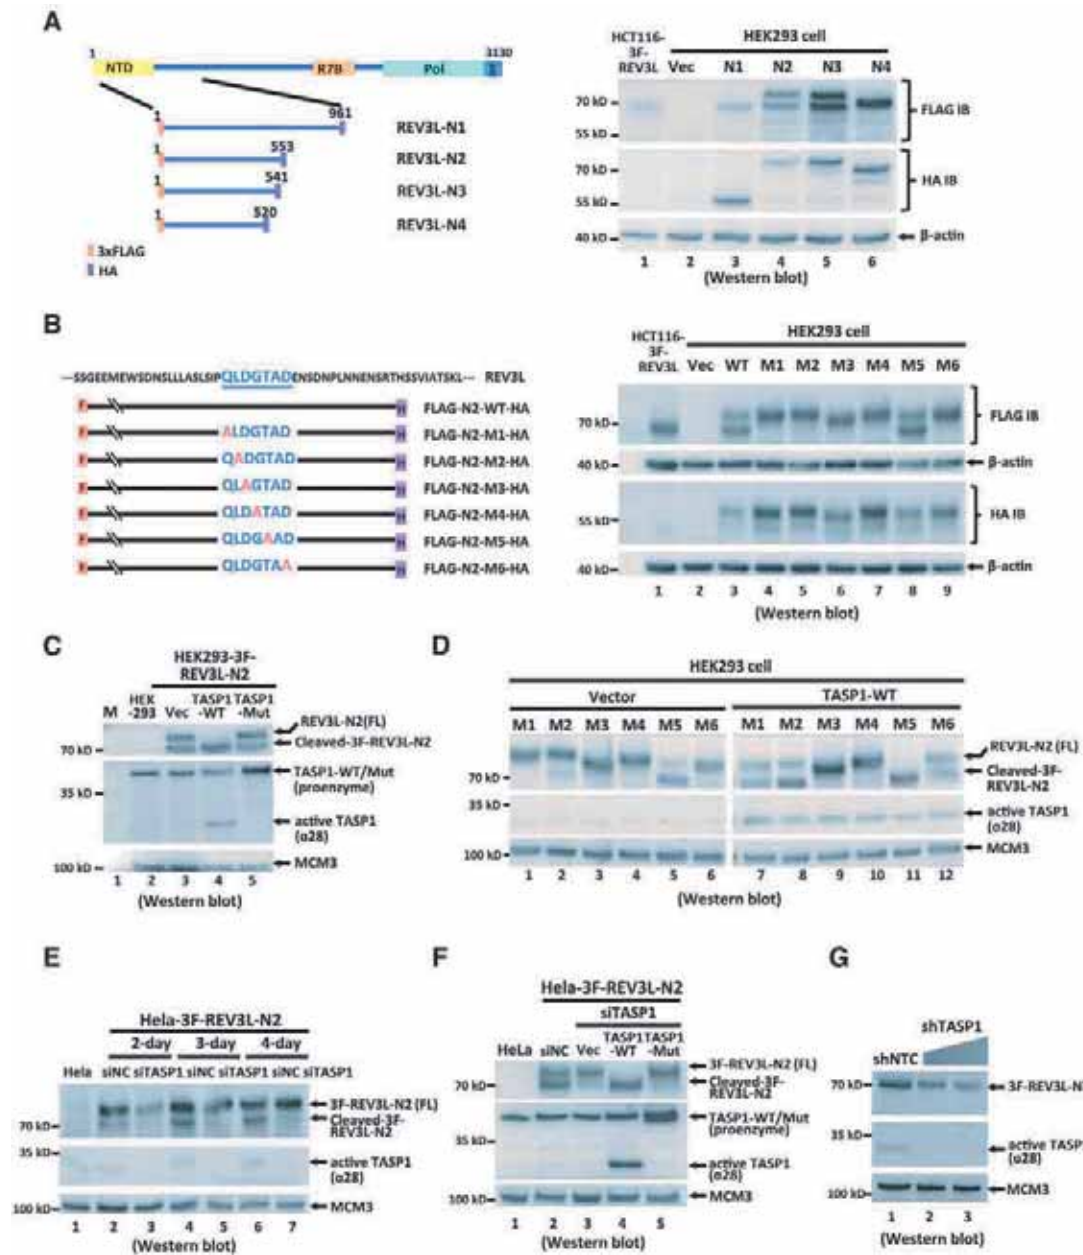 A
1
3130
NTD
R7B
Pol
1
961
REV3L-N1
1
553
REV3L-N2
1
541
REV3L-N3
1
520
REV3L-N4
3xFLAG
HA
HCT116-
3F-
REV3L
HEK293 cell
Vec N1 N2 N3 N4
70 kD
55 kD
FLAG IB
70 kD
55 kD
HA IB
40 kD
β-actin
1 2 3 4 5 6
(Western blot)
B
---SSGEEMEWSDNSLLLASLSIPQLDGTADENSDNPLNNENSRTHSSVIATSKL--- REV3L
F H FLAG-N2-WT-HA
F ALDGTAD H FLAG-N2-M1-HA
F QADGTAD H FLAG-N2-M2-HA
F QLAGTAD H FLAG-N2-M3-HA
F QLDATAD H FLAG-N2-M4-HA
F QLDGAAD H FLAG-N2-M5-HA
F QLDGTAA H FLAG-N2-M6-HA
HCT116-
3F-
REV3L
HEK293 cell
Vec WT M1 M2 M3 M4 M5 M6
70 kD
FLAG IB
40 kD
β-actin
55 kD
HA IB
40 kD
β-actin
1 2 3 4 5 6 7 8 9
(Western blot)
C
HEK293-3F-
REV3L-N2
M
HEK
-293
Vec
TASP1
-WT
TASP1
-Mut
REV3L-N2(FL)
Cleaved-3F-REV3L-N2
70 kD
TASP1-WT/Mut
(proenzyme)
35 kD
active TASP1
(α28)
100 kD
MCM3
1 2 3 4 5
(Western blot)
D
HEK293 cell
Vector
TASP1-WT
M1 M2 M3 M4 M5 M6 M1 M2 M3 M4 M5 M6
REV3L-N2 (FL)
70 kD
Cleaved-3F-
REV3L-N2
35 kD
active TASP1
(α28)
100 kD
MCM3
1 2 3 4 5 6 7 8 9 10 11 12
(Western blot)
E
Hela-3F-REV3L-N2
2-day 3-day 4-day
Hela siNC siTASP1 siNC siTASP1 siNC siTASP1
3F-REV3L-N2 (FL)
70 kD
Cleaved-3F-
REV3L-N2
35 kD
active TASP1
(α28)
100 kD
MCM3
1 2 3 4 5 6 7
(Western blot)
F
Hela-3F-REV3L-N2
siTASP1
HeLa siNC Vec
TASP1
-WT
TASP1
-Mut
3F-REV3L-N2 (FL)
70 kD
Cleaved-3F-
REV3L-N2
TASP1-WT/Mut
(proenzyme)
35 kD
active TASP1
(α28)
100 kD
MCM3
1 2 3 4 5
(Western blot)
G
shTASP1
shNTC
70 kD
3F-REV3L-N
35 kD
active TASP
(α28)
100 kD
MCM3
1 2 3
(Western blot)